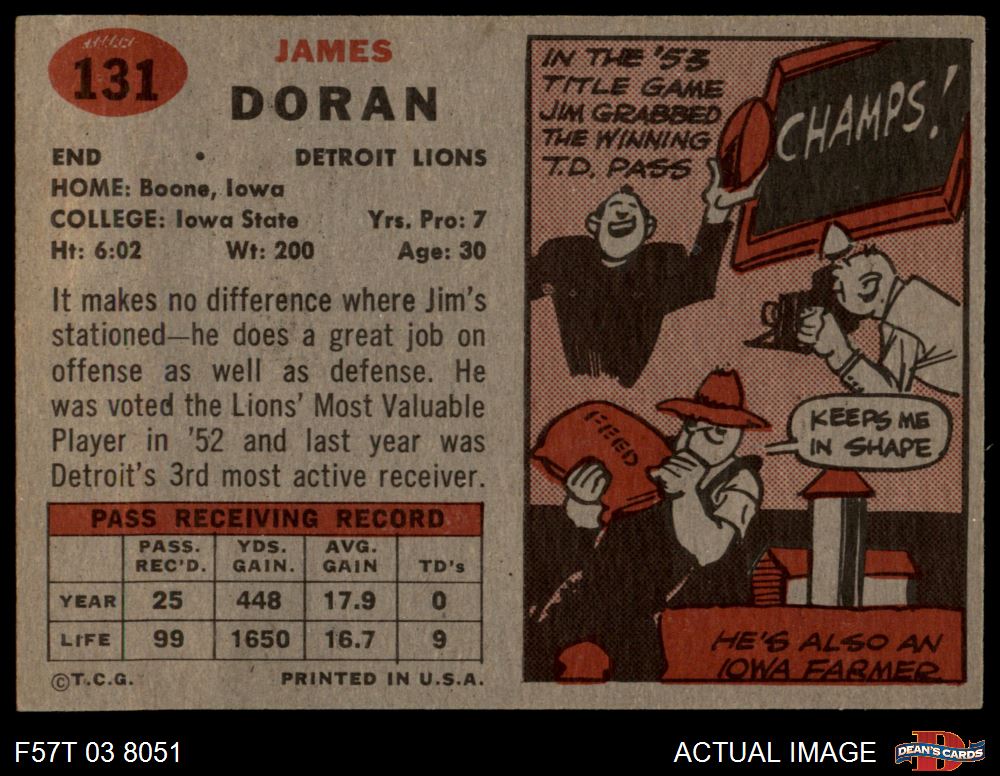 131
JAMES
DORAN
END • DETROIT LIONS
HOME: Boone, Iowa
COLLEGE: Iowa State Yrs. Pro: 7
Ht: 6:02 Wt: 200 Age: 30
It makes no difference where Jim's
stationed—he does a great job on
offense as well as defense. He
was voted the Lions' Most Valuable
Player in '52 and last year was
Detroit's 3rd most active receiver.
PASS RECEIVING RECORD
PASS. YDS. AVG.
REC'D. GAIN. GAIN TD's
YEAR 25 448 17.9 0
LIFE 99 1650 16.7 9
©T.C.G. PRINTED IN U.S.A.
IN THE '53
TITLE GAME
JIM GRABBED
THE WINNING
T.D. PASS
CHAMPS!
FEED
KEEPS ME
IN SHAPE
HE'S ALSO AN
IOWA FARMER
F57T 03 8051
ACTUAL IMAGE
DEAN'S CARDS